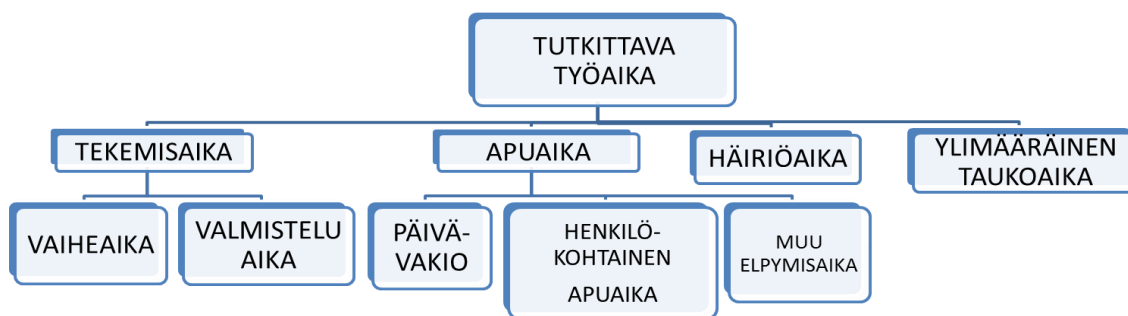 TUTKITTAVA
TYÖAIKA
TEKEMISAIKA
APUAIKA
HÄIRIÖAIKA
YLIMÄÄRÄINEN
TAUKOAIKA
VAIHEAIKA
VALMISTELU
AIKA
PÄIVÄ-
VAKIO
HENKILÖ-
KOHTAINEN
APUAIKA
MUU
ELPYMISAIKA